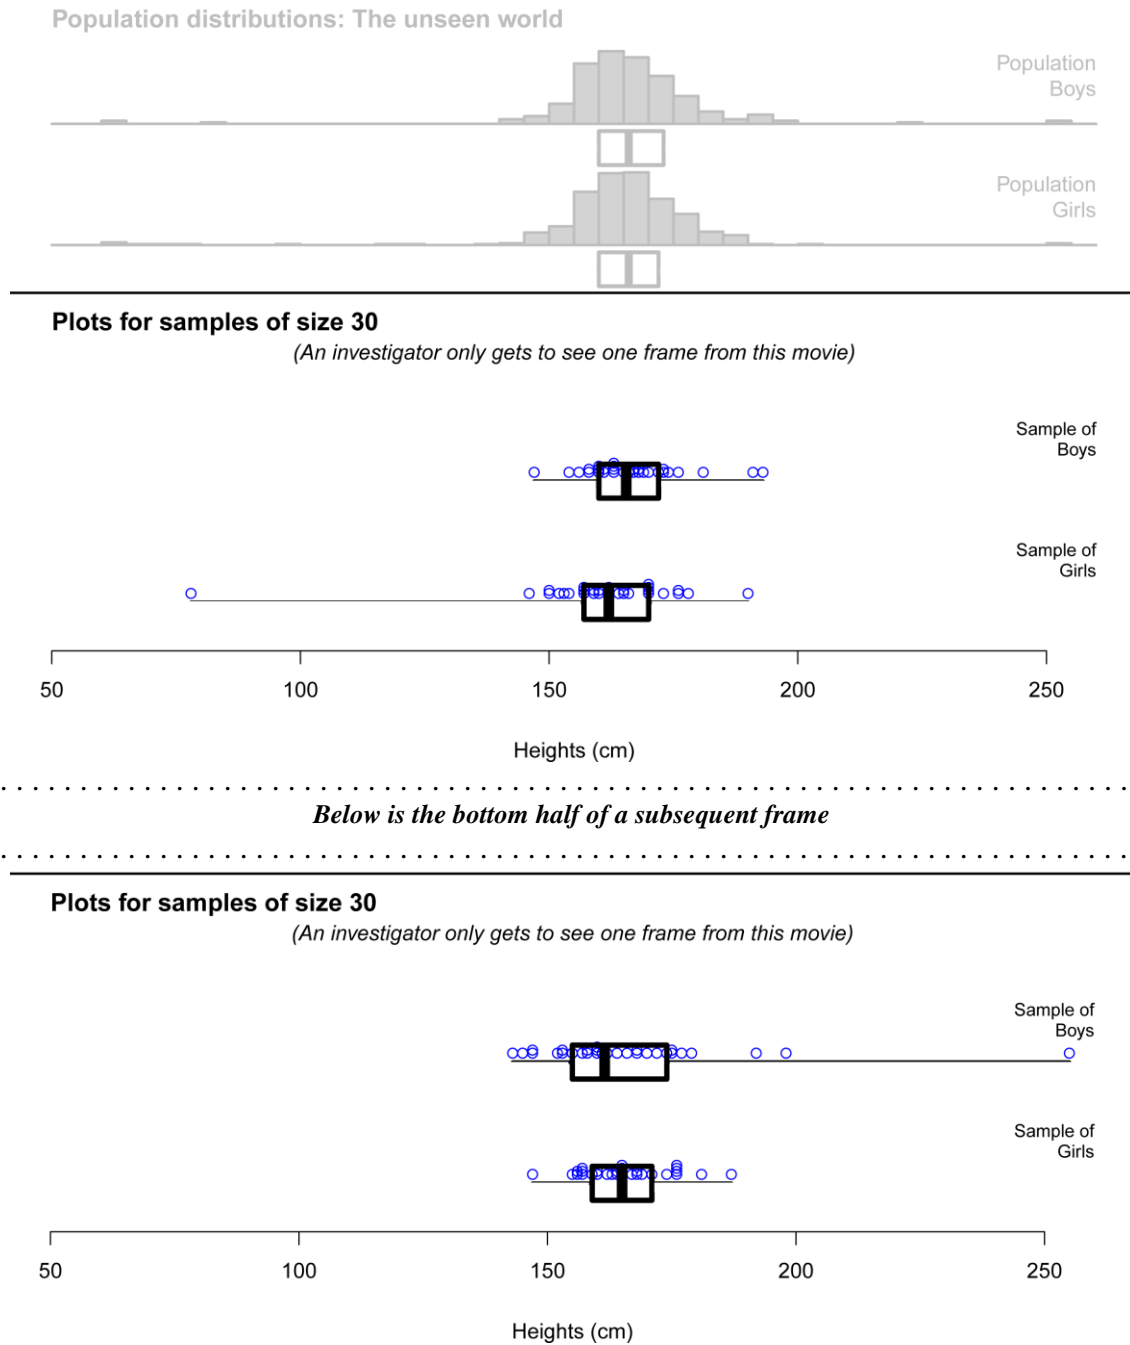 Population distributions: The unseen world
Population
Boys
Population
Girls
Plots for samples of size 30
(An investigator only gets to see one frame from this movie)
Sample of
Boys
Sample of
Girls
50 100 150 200 250
Heights (cm)
Below is the bottom half of a subsequent frame
Plots for samples of size 30
(An investigator only gets to see one frame from this movie)
Sample of
Boys
Sample of
Girls
50 100 150 200 250
Heights (cm)